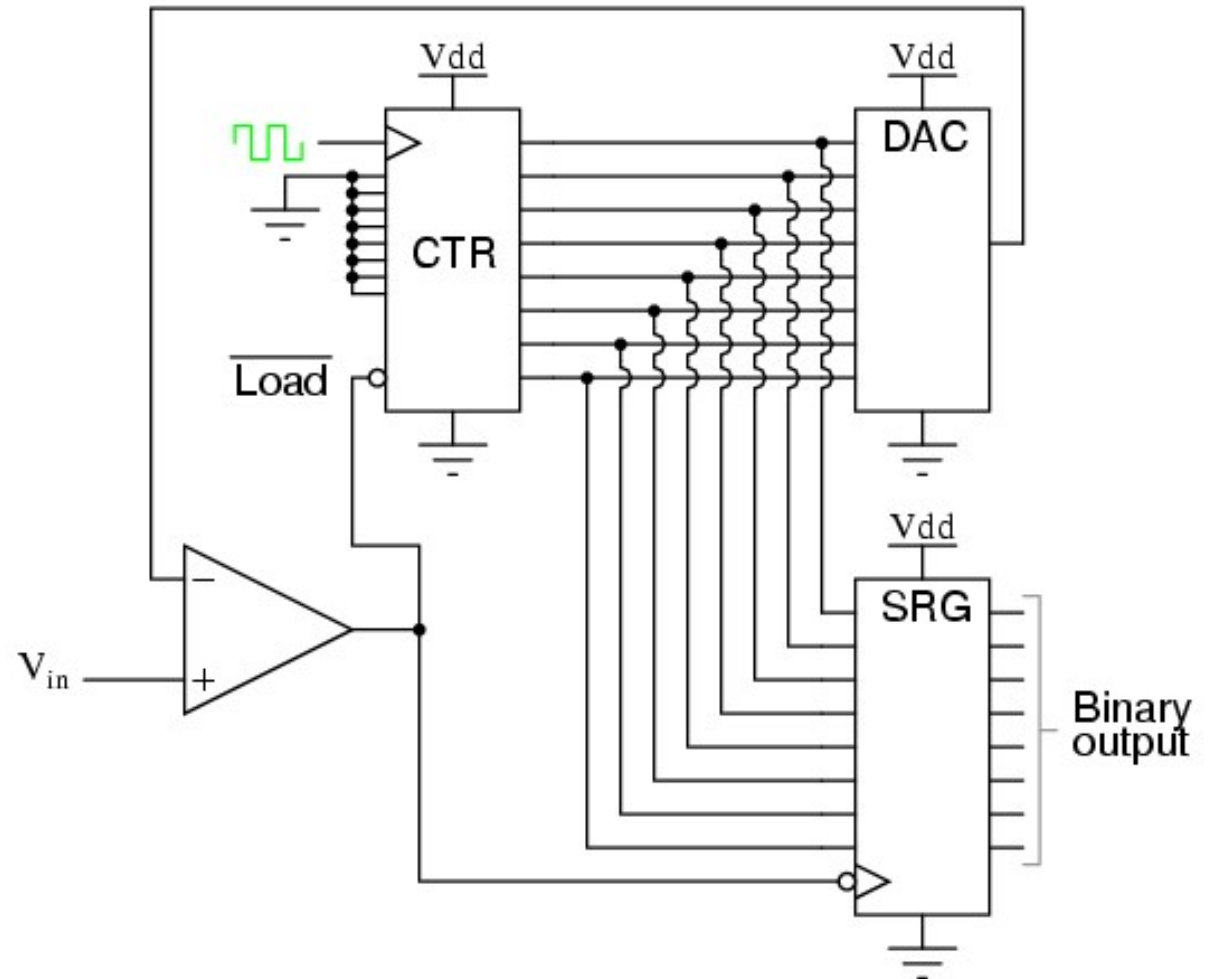 Vdd
Vdd
DAC
CTR
Load
Vdd
SRG
−
Vin
+
Binary
output